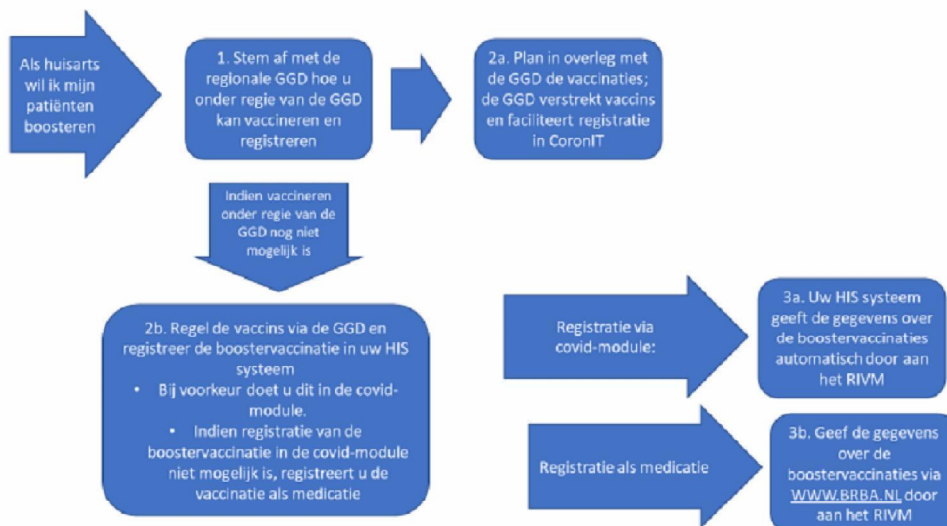 Als huisarts
wil ik mijn
patiënten
boosteren
1. Stem af met de
regionale GGD hoe u
onder regie van de GGD
kan vaccineren en
registreren
2a. Plan in overleg met
de GGD de vaccinaties;
de GGD verstrekt vaccins
en faciliteert registratie
in CoronIT
Indien vaccineren
onder regie van de
GGD nog niet
mogelijk is
2b. Regel de vaccins via de GGD en
registreer de boostervaccinatie in uw HIS
systeem
• Bij voorkeur doet u dit in de covid-
module.
• Indien registratie van de
boostervaccinatie in de covid-module
niet mogelijk is, registreert u de
vaccinatie als medicatie
Registratie via
covid-module:
3a. Uw HIS systeem
geeft de gegevens over
de boostervaccinaties
automatisch door aan
het RIVM
Registratie als medicatie
3b. Geef de gegevens
over de
boostervaccinaties via
WWW.BRBA.NL door
aan het RIVM